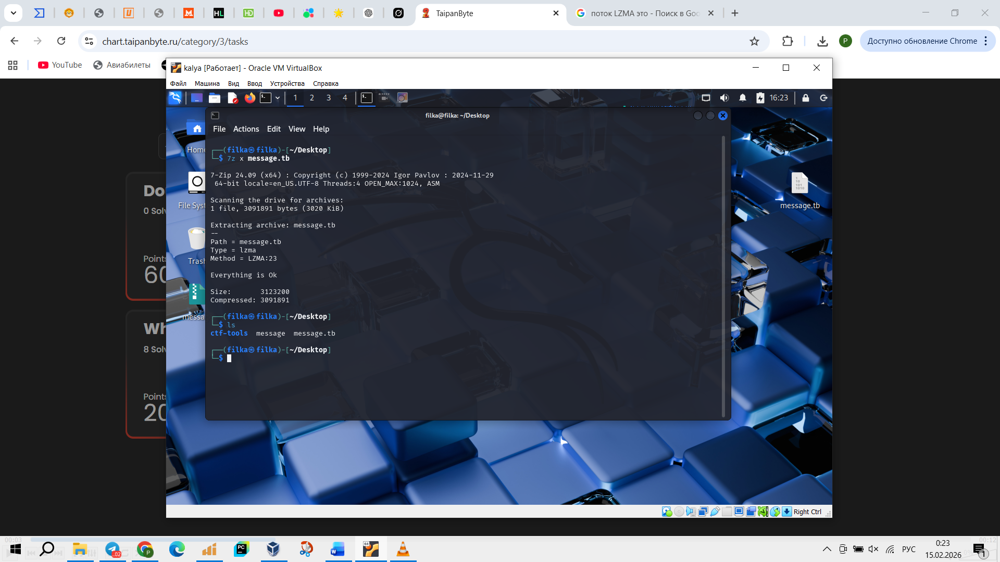 TaipanByte
поток LZMA это - Поиск в Goo
chart.taipanbyte.ru/category/3/tasks
P
Доступно обновление Chrome
YouTube
Авиабилеты
kalya [Работает] - Oracle VM VirtualBox
Файл Машина Вид Ввод Устройства Справка
1 2 3 4
16:23
filka@filka: ~/Desktop
File Actions Edit View Help
Home
File Syst
Trash
messa
message.tb
┌──(filka㉿filka)-[~/Desktop]
└─$ 7z x message.tb
7-Zip 24.09 (x64) : Copyright (c) 1999-2024 Igor Pavlov : 2024-11-29
64-bit locale=en_US.UTF-8 Threads:4 OPEN_MAX:1024, ASM
Scanning the drive for archives:
1 file, 3091891 bytes (3020 KiB)
Extracting archive: message.tb
--
Path = message.tb
Type = lzma
Method = LZMA:23
Everything is Ok
Size: 3123200
Compressed: 3091891
┌──(filka㉿filka)-[~/Desktop]
└─$ ls
ctf-tools message message.tb
┌──(filka㉿filka)-[~/Desktop]
└─$
Do
0 Solv
Points
60
Wh
8 Solv
Points
20
Right Ctrl
00:03
00:12
РУС
0:23
15.02.2026
1